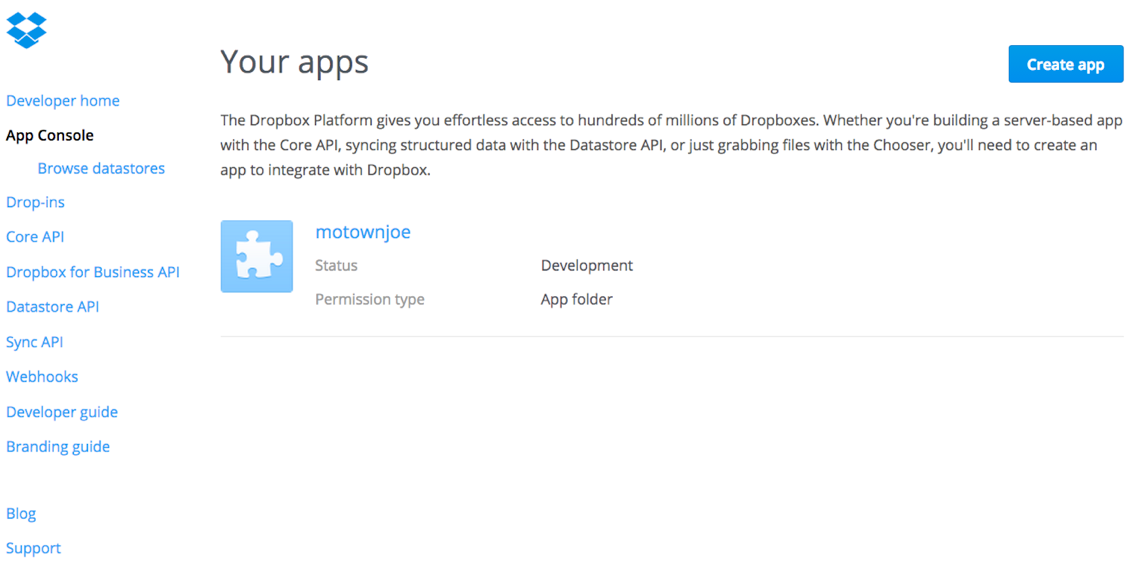 Your apps
Create app
Developer home
App Console
Browse datastores
Drop-ins
Core API
Dropbox for Business API
Datastore API
Sync API
Webhooks
Developer guide
Branding guide
Blog
Support
The Dropbox Platform gives you effortless access to hundreds of millions of Dropboxes. Whether you're building a server-based app
with the Core API, syncing structured data with the Datastore API, or just grabbing files with the Chooser, you'll need to create an
app to integrate with Dropbox.
motownjoe
Status Development
Permission type App folder